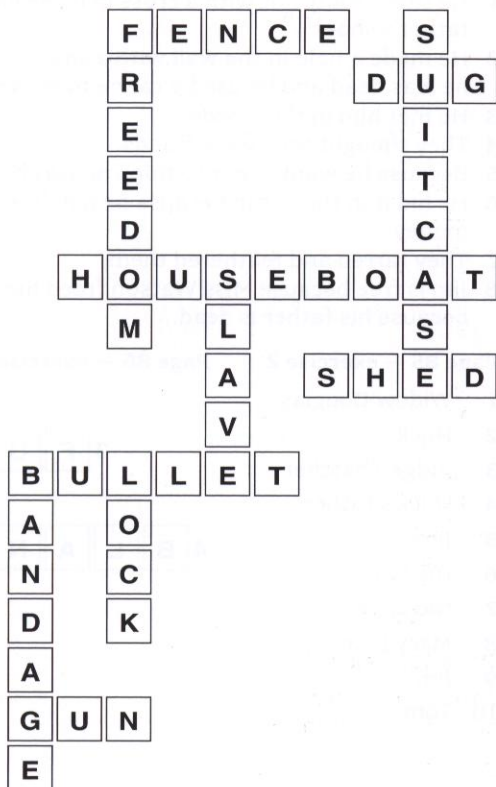 F E N C E S
R D U G
E I
E T
D C
H O U S E B O A T
M L S
A S H E D
V
B U L L E T
A O
N C
D K
A
G U N
E